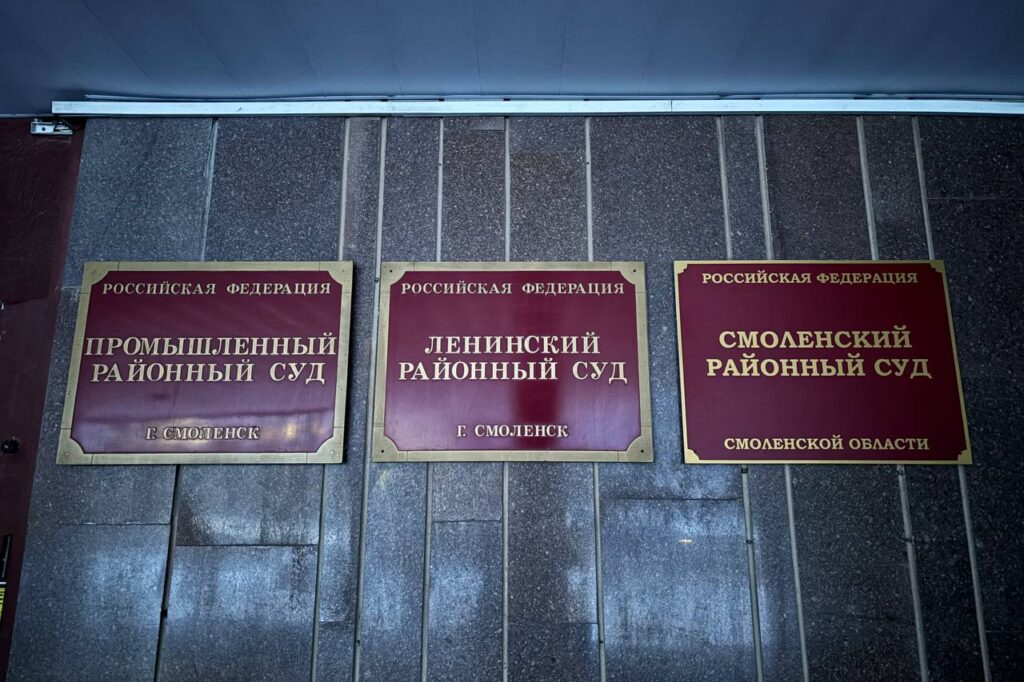 РОССИЙСКАЯ ФЕДЕРАЦИЯ
ПРОМЫШЛЕННЫЙ
РАЙОННЫЙ СУД
Г. СМОЛЕНСК
РОССИЙСКАЯ ФЕДЕРАЦИЯ
ЛЕНИНСКИЙ
РАЙОННЫЙ СУД
Г. СМОЛЕНСК
РОССИЙСКАЯ ФЕДЕРАЦИЯ
СМОЛЕНСКИЙ
РАЙОННЫЙ СУД
СМОЛЕНСКОЙ ОБЛАСТИ